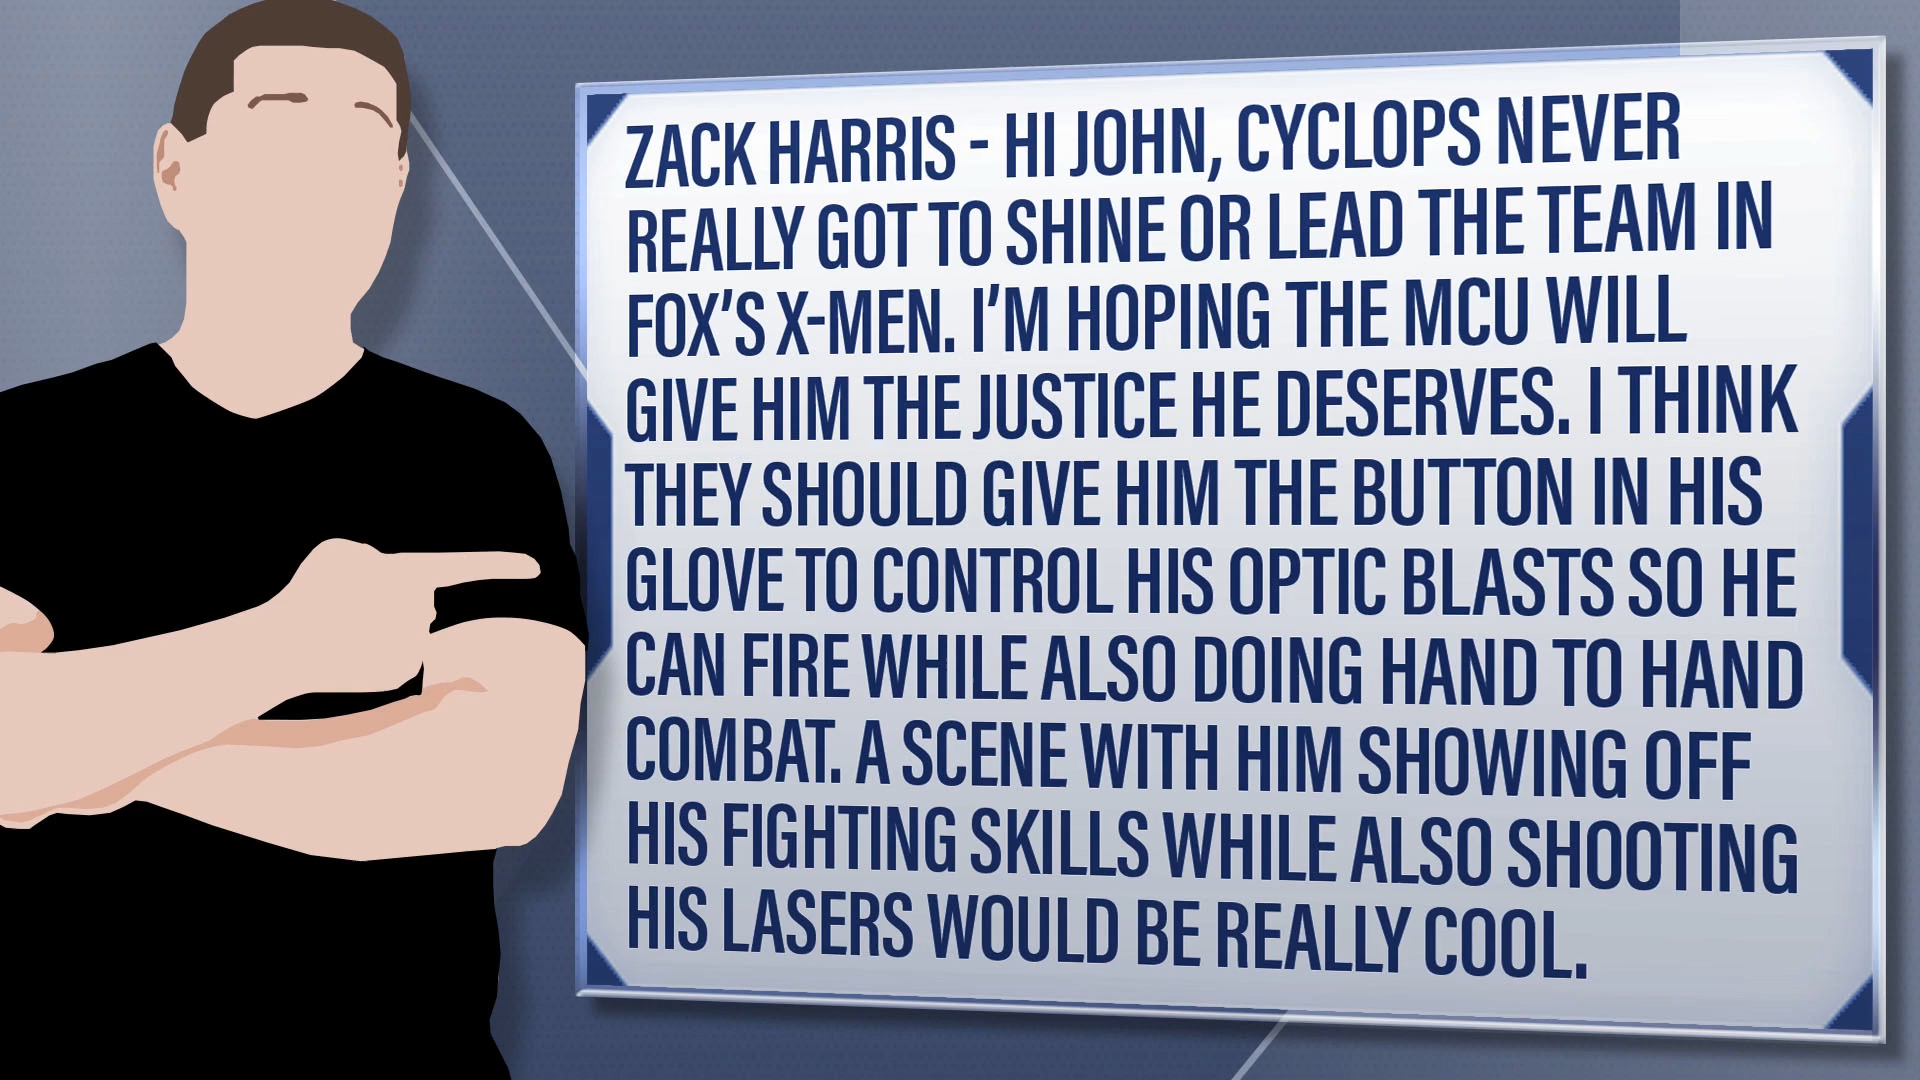 ZACK HARRIS - HI JOHN, CYCLOPS NEVER
REALLY GOT TO SHINE OR LEAD THE TEAM IN
FOX'S X-MEN. I'M HOPING THE MCU WILL
GIVE HIM THE JUSTICE HE DESERVES. I THINK
THEY SHOULD GIVE HIM THE BUTTON IN HIS
GLOVE TO CONTROL HIS OPTIC BLASTS SO HE
CAN FIRE WHILE ALSO DOING HAND TO HAND
COMBAT. A SCENE WITH HIM SHOWING OFF
HIS FIGHTING SKILLS WHILE ALSO SHOOTING
HIS LASERS WOULD BE REALLY COOL.